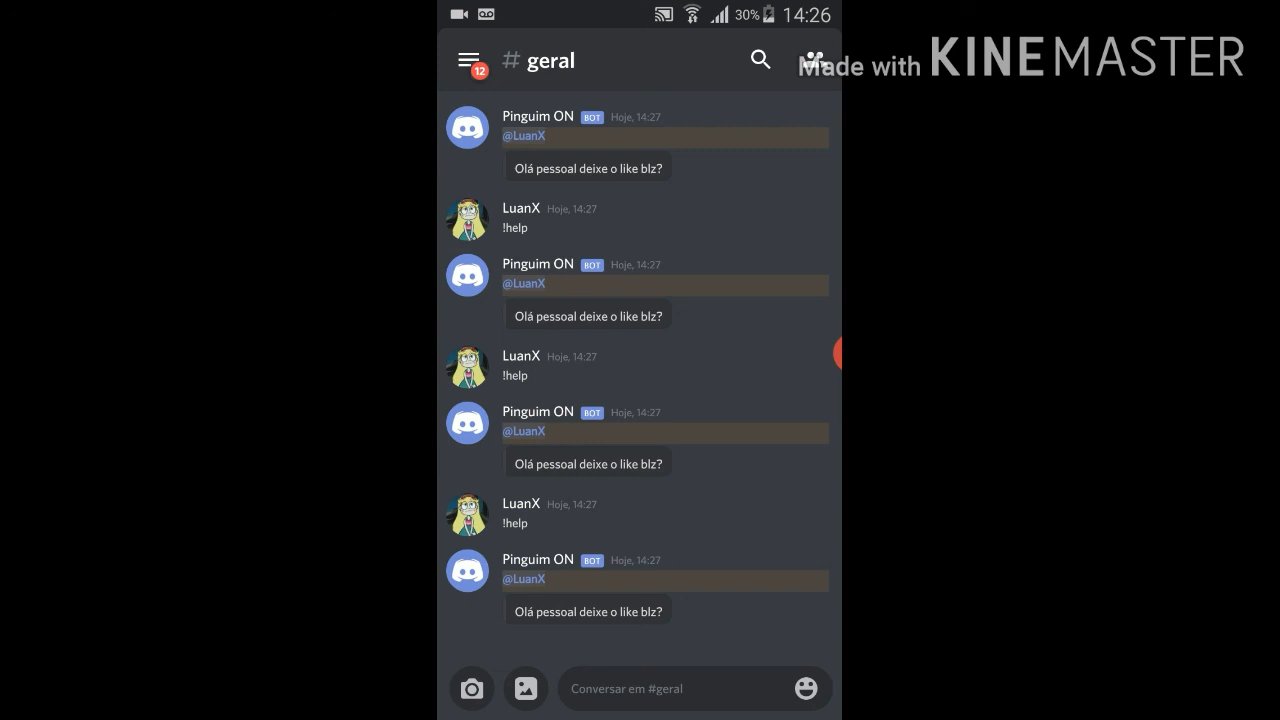 30% 14:26
12
# geral
Made with KINEMASTER
Pinguim ON BOT Hoje, 14:27
@LuanX
Olá pessoal deixe o like blz?
LuanX Hoje, 14:27
!help
Pinguim ON BOT Hoje, 14:27
@LuanX
Olá pessoal deixe o like blz?
LuanX Hoje, 14:27
!help
Pinguim ON BOT Hoje, 14:27
@LuanX
Olá pessoal deixe o like blz?
LuanX Hoje, 14:27
!help
Pinguim ON BOT Hoje, 14:27
@LuanX
Olá pessoal deixe o like blz?
Conversar em #geral